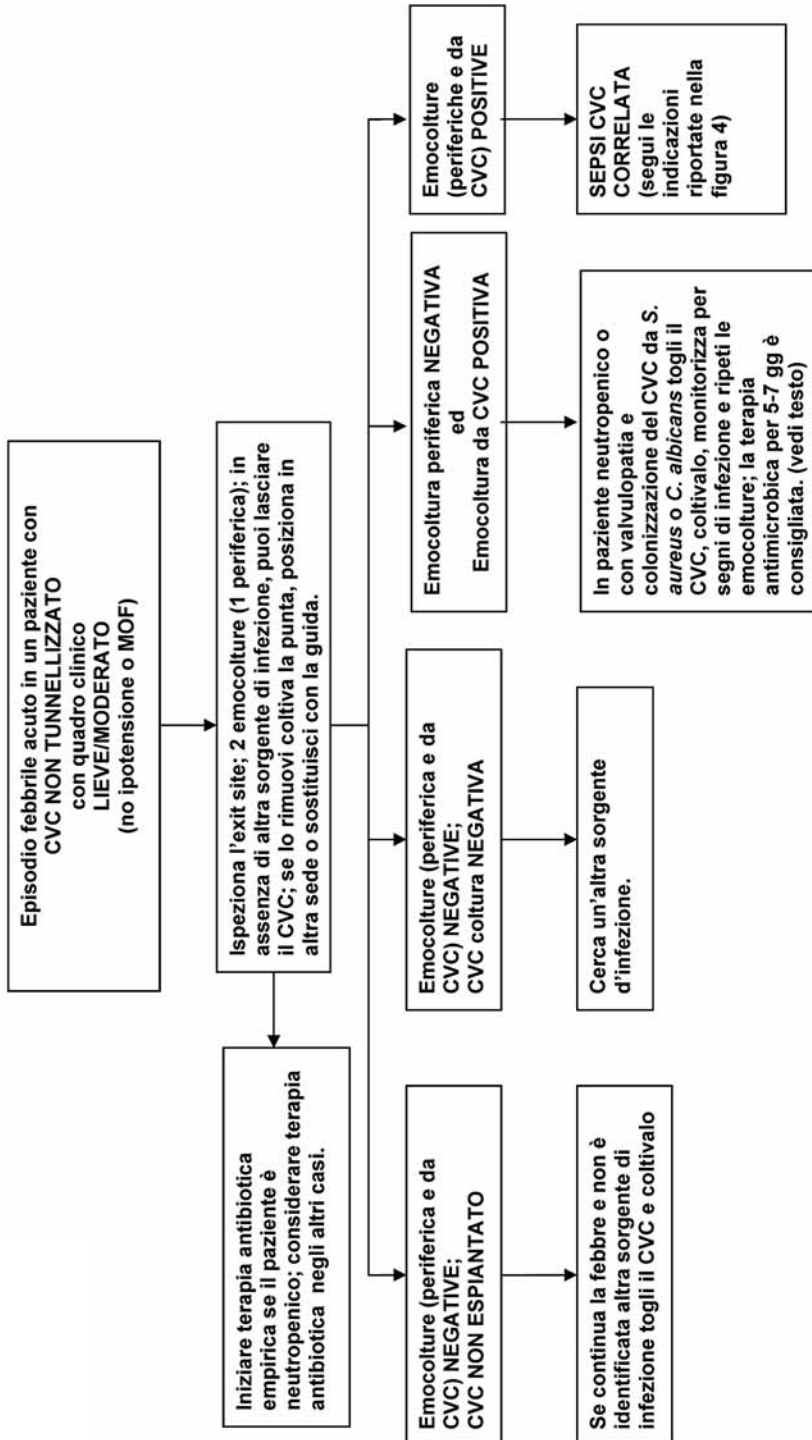 Episodio febbrile acuto in un paziente con
CVC NON TUNNELLIZZATO
con quadro clinico
LIEVE/MODERATO
(no ipotensione o MOF)
Iniziare terapia antibiotica
empirica se il paziente è
neutropenico; considerare terapia
antibiotica negli altri casi.
Ispeziona l'exit site; 2 emocolture (1 periferica); in
assenza di altra sorgente di infezione, puoi lasciare
il CVC; se lo rimuovi coltiva la punta, posiziona in
altra sede o sostituisci con la guida.
Emocolture (periferica e da
CVC) NEGATIVE;
CVC NON ESPIANTATO
Emocolture (periferica e da
CVC) NEGATIVE;
CVC coltura NEGATIVA
Emocoltura periferica NEGATIVA
ed
Emocoltura da CVC POSITIVA
Emocolture
(periferiche e da
CVC) POSITIVE
Se continua la febbre e non è
identificata altra sorgente di
infezione togli il CVC e coltivalo
Cerca un'altra sorgente
d'infezione.
In paziente neutropenico o
con valvulopatia e
colonizzazione del CVC da S.
aureus o C. albicans togli il
CVC, coltivalo, monitorizza per
segni di infezione e ripeti le
emocolture; la terapia
antimicrobica per 5-7 gg è
consigliata. (vedi testo)
SEPSI CVC
CORRELATA
(segui le
indicazioni
riportate nella
figura 4)